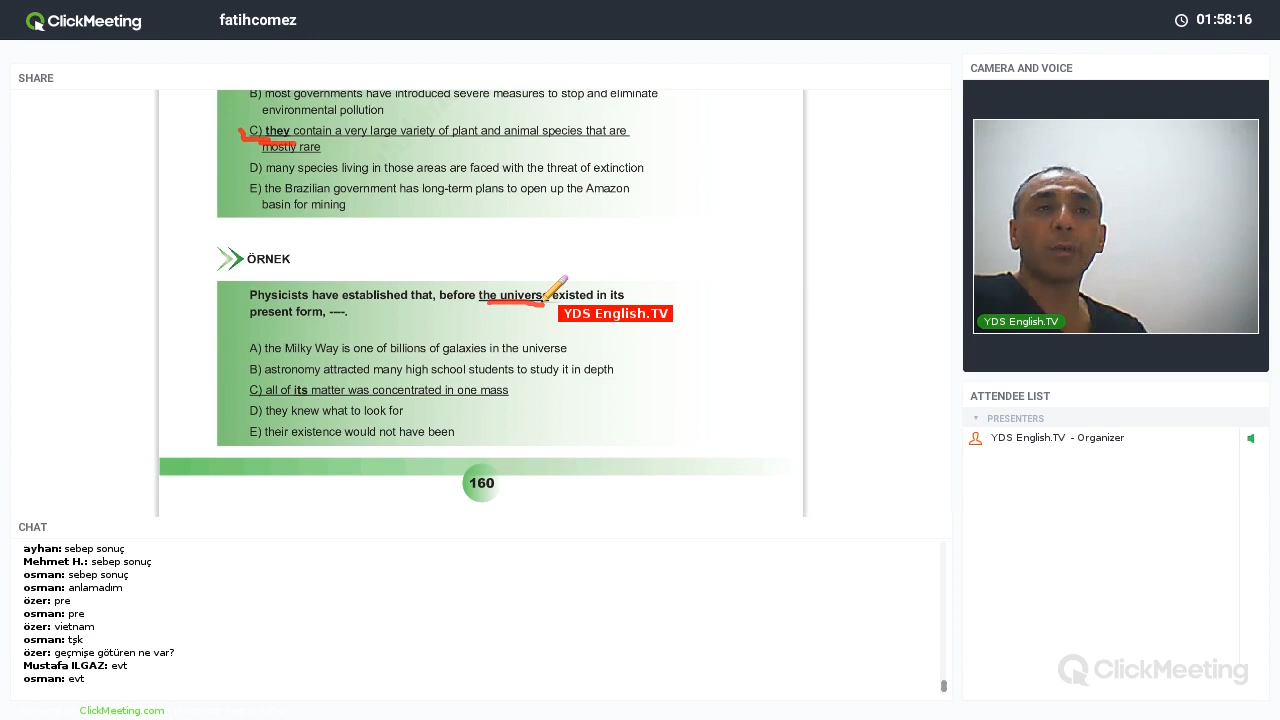 ClickMeeting
fatihcomez
01:58:16
SHARE
B) most governments have introduced severe measures to stop and eliminate
environmental pollution
C) they contain a very large variety of plant and animal species that are
mostly rare
D) many species living in those areas are faced with the threat of extinction
E) the Brazilian government has long-term plans to open up the Amazon
basin for mining
ÖRNEK
Physicists have established that, before the universe existed in its
present form, ----.
YDS English.TV
A) the Milky Way is one of billions of galaxies in the universe
B) astronomy attracted many high school students to study it in depth
C) all of its matter was concentrated in one mass
D) they knew what to look for
E) their existence would not have been
160
CAMERA AND VOICE
YDS English.TV
ATTENDEE LIST
PRESENTERS
YDS English.TV - Organizer
CHAT
ayhan: sebep sonuç
Mehmet H.: sebep sonuç
osman: sebep sonuç
osman: anlamadım
özer: pre
osman: pre
özer: vietnam
osman: tşk
özer: geçmişe götüren ne var?
Mustafa ILGAZ: evt
osman: evt
ClickMeeting
ClickMeeting.com